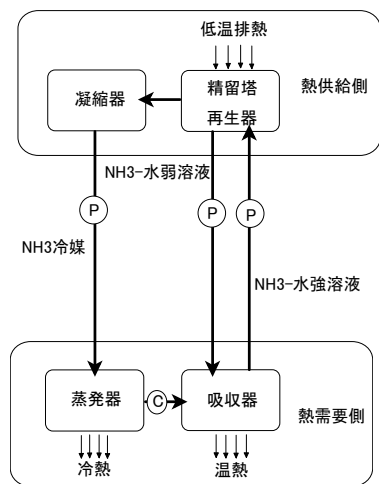 低温排熱
凝縮器
精留塔
再生器
熱供給側
NH3-水弱溶液
P
P
P
NH3冷媒
NH3-水強溶液
蒸発器
C
吸収器
熱需要側
冷熱
温熱